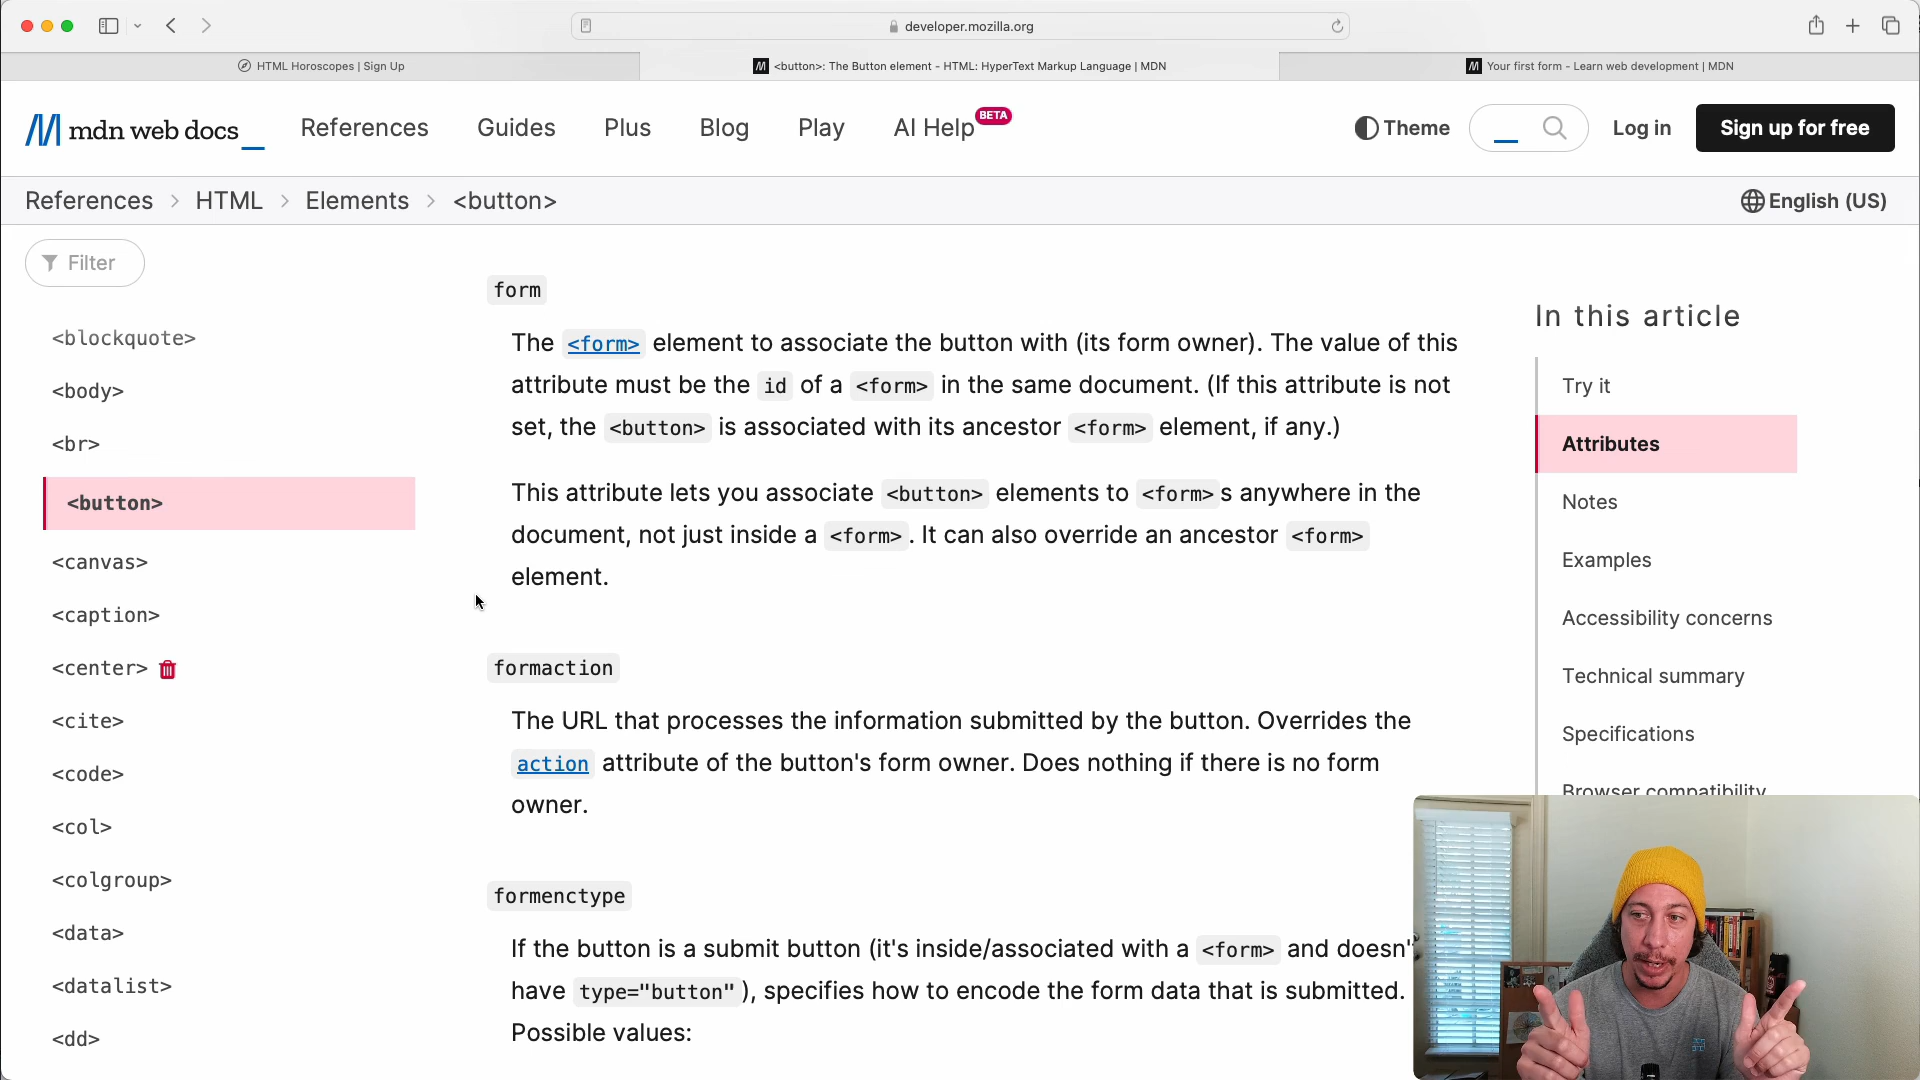 developer.mozilla.org
HTML Horoscopes | Sign Up
<button>: The Button element - HTML: HyperText Markup Language | MDN
Your first form - Learn web development | MDN
mdn web docs_
References
Guides
Plus
Blog
Play
AI Help
BETA
Theme
Log in
Sign up for free
References > HTML > Elements > <button>
English (US)
Filter
<blockquote>
<body>
<br>
<button>
<canvas>
<caption>
<center>
<cite>
<code>
<col>
<colgroup>
<data>
<datalist>
<dd>
form
The <form> element to associate the button with (its form owner). The value of this
attribute must be the id of a <form> in the same document. (If this attribute is not
set, the <button> is associated with its ancestor <form> element, if any.)
This attribute lets you associate <button> elements to <form>s anywhere in the
document, not just inside a <form>. It can also override an ancestor <form>
element.
formaction
The URL that processes the information submitted by the button. Overrides the
action attribute of the button's form owner. Does nothing if there is no form
owner.
formenctype
If the button is a submit button (it's inside/associated with a <form> and doesn'
have type="button"), specifies how to encode the form data that is submitted.
Possible values:
In this article
Try it
Attributes
Notes
Examples
Accessibility concerns
Technical summary
Specifications
Browser compatibility